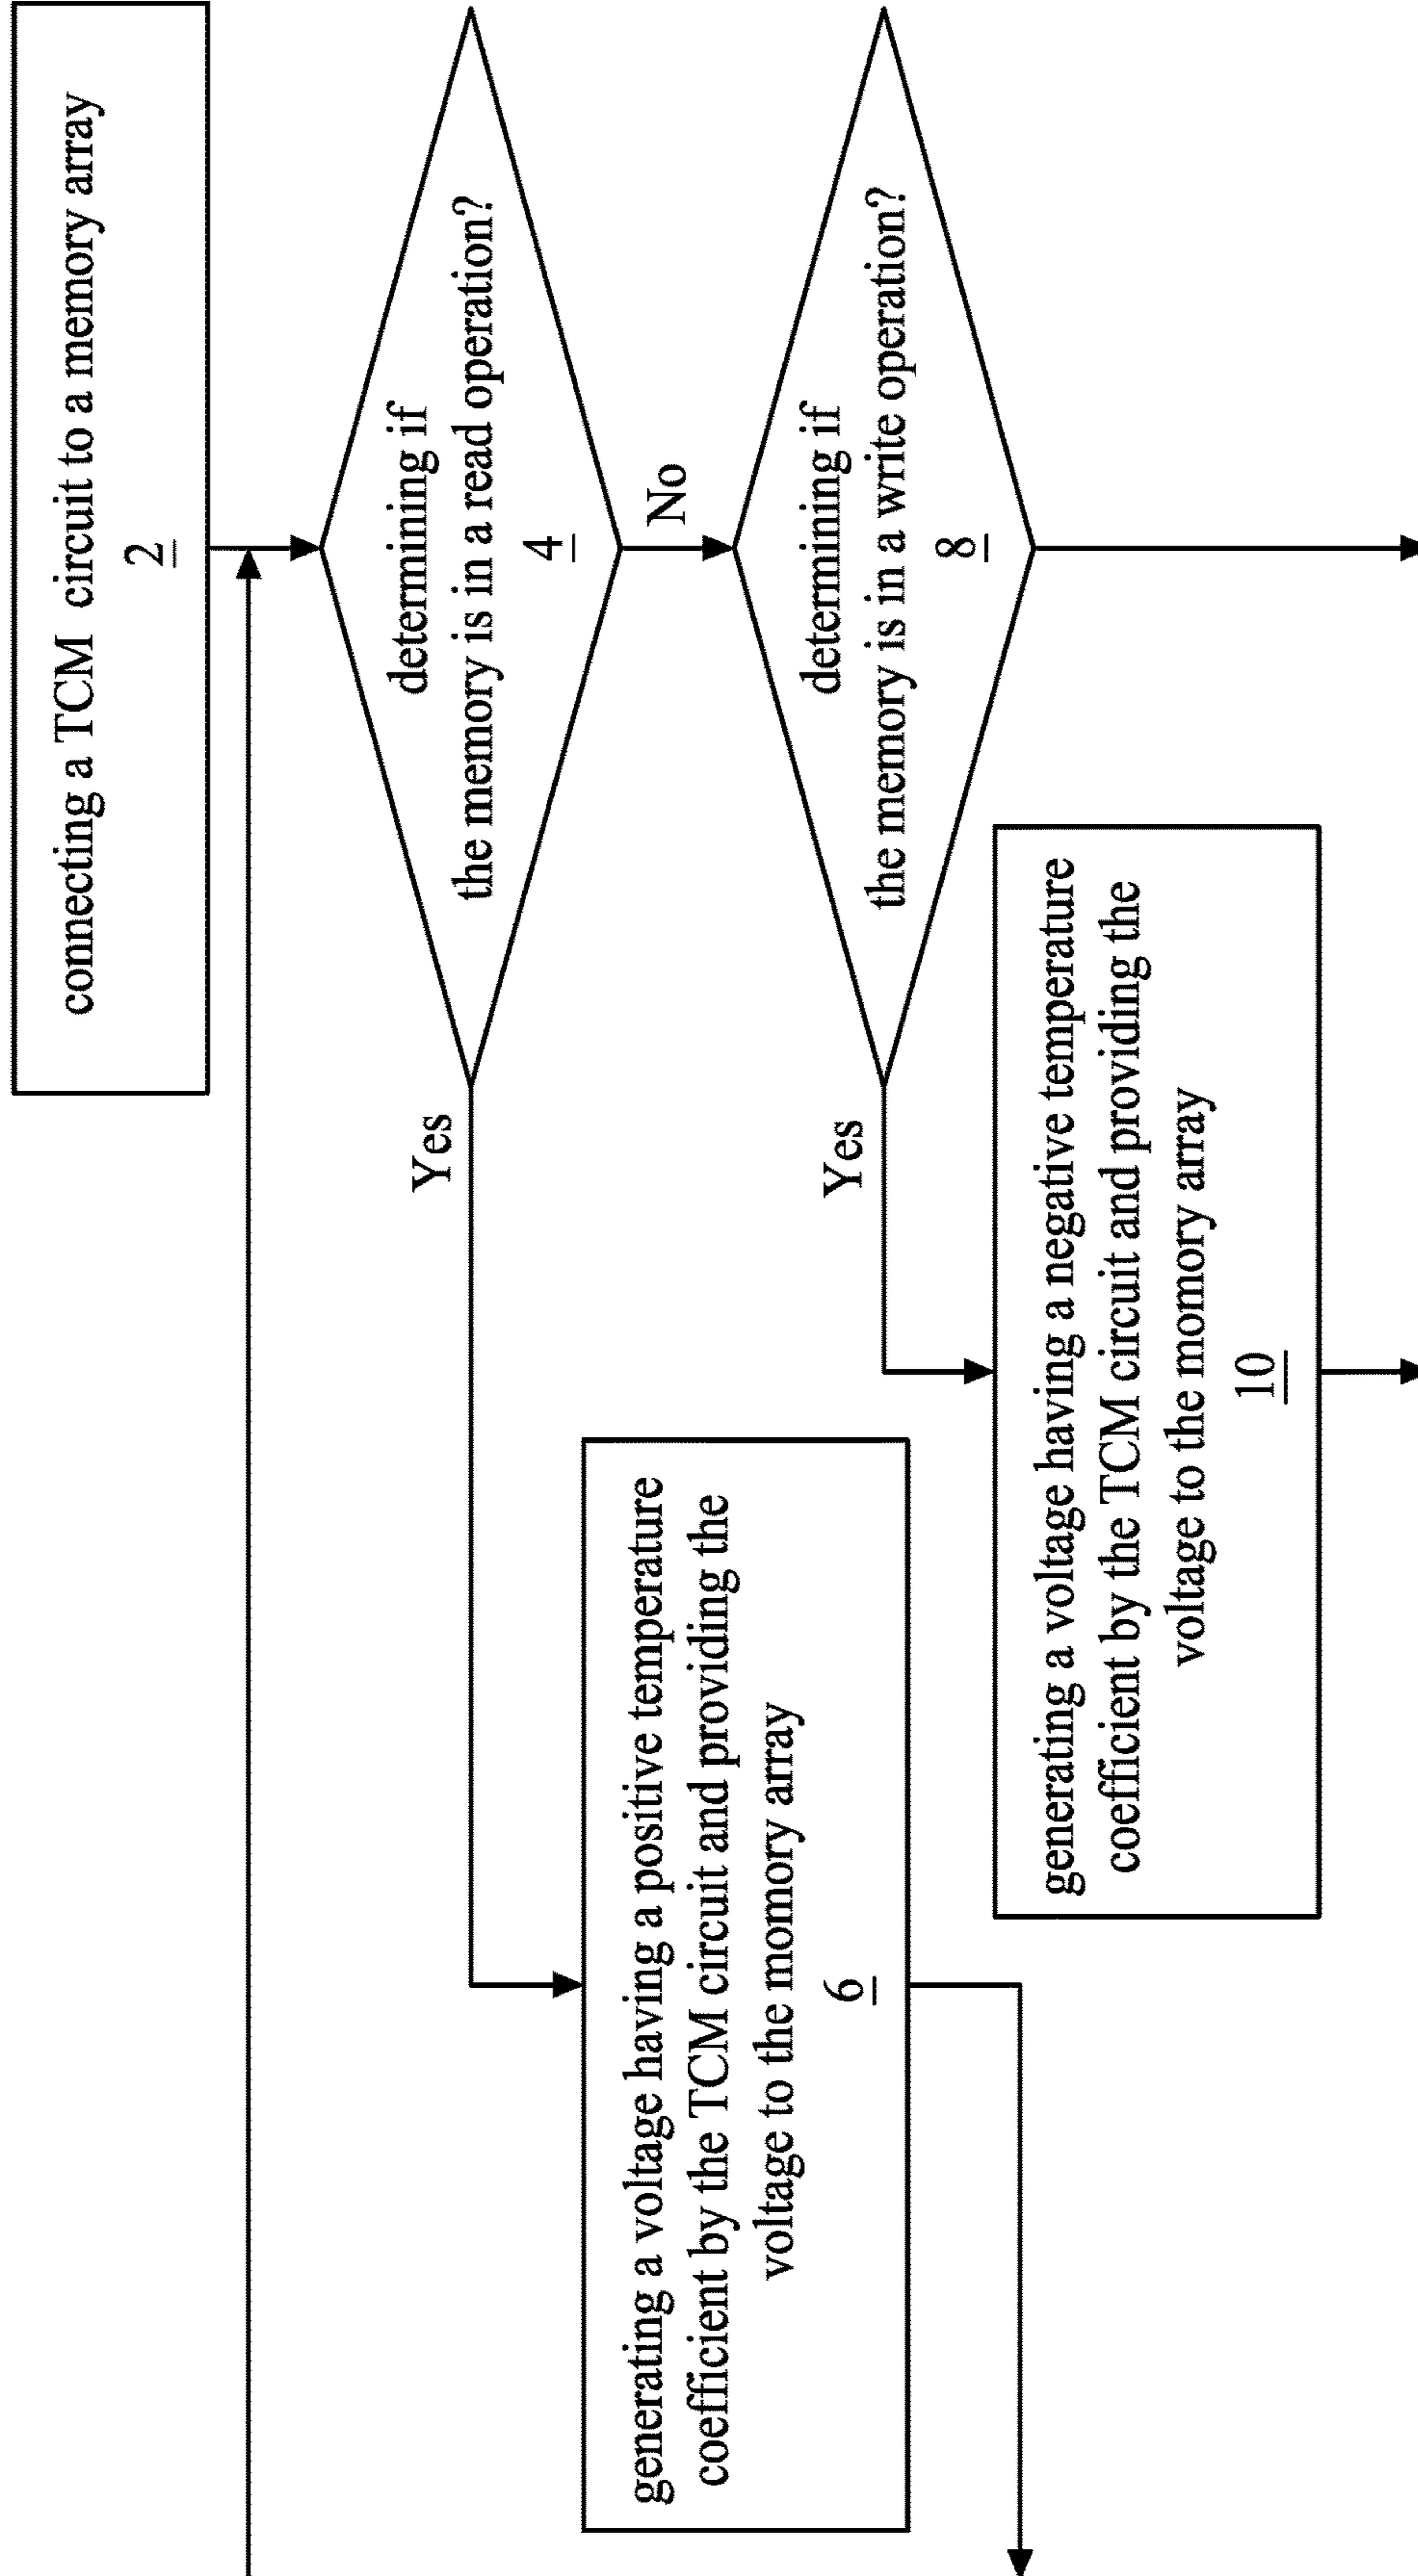 connecting a TCM circuit to a memory array
2
determining if
the memory is in a read operation?
4
Yes
No
generating a voltage having a positive temperature
coefficient by the TCM circuit and providing the
voltage to the momory array
6
determining if
the memory is in a write operation?
8
Yes
generating a voltage having a negative temperature
coefficient by the TCM circuit and providing the
voltage to the momory array
10